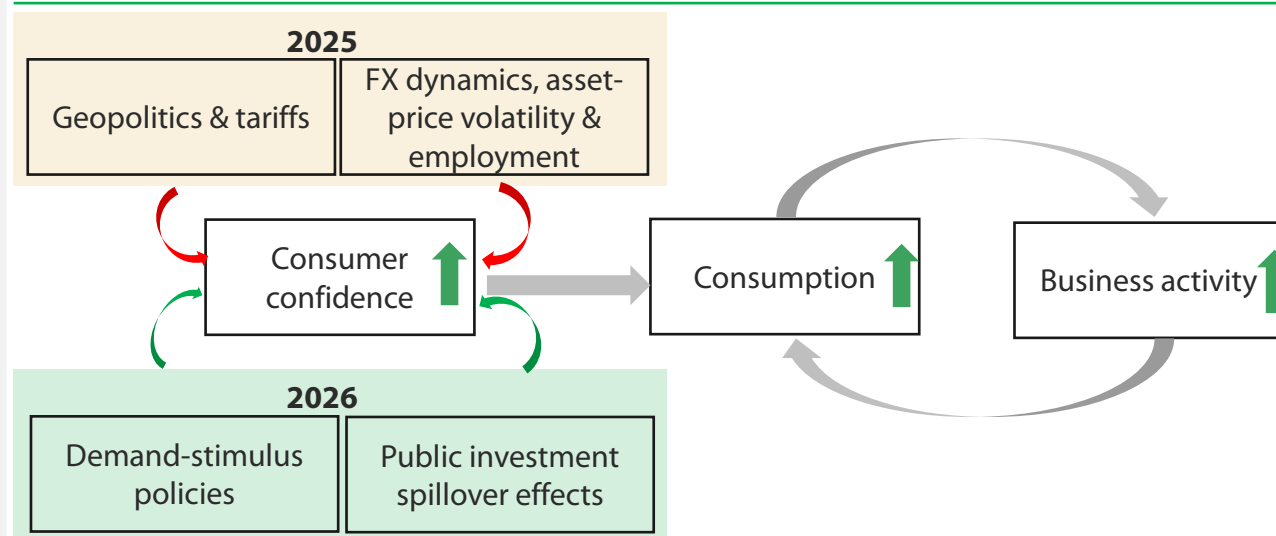 2025
Geopolitics & tariffs
FX dynamics, asset-
price volatility &
employment
Consumer
confidence
Consumption
Business activity
2026
Demand-stimulus
policies
Public investment
spillover effects